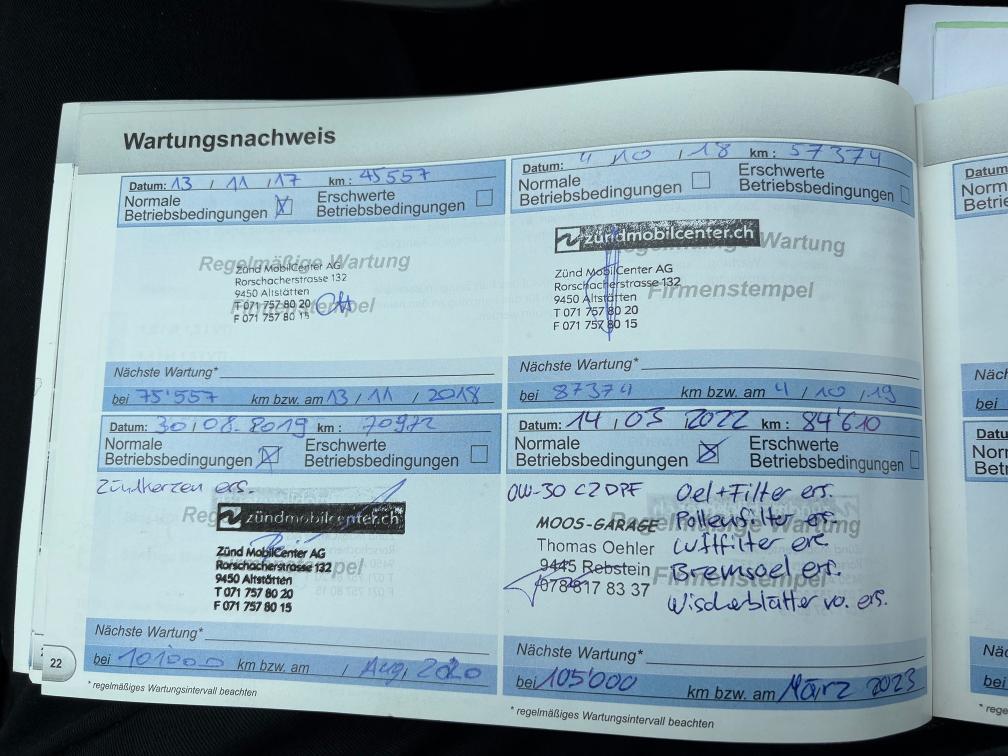 Wartungsnachweis
Datum: 13 / 11 / 17 km: 45557
Normale
Betriebsbedingungen
Erschwerte
Betriebsbedingungen
Regelmäßige Wartung
Firmenstempel
Zünd MobilCenter AG
Rorschacherstrasse 132
9450 Altstätten
T 071 757 80 20
F 071 757 80 15
Nächste Wartung*
bei 75'557 km bzw. am 13 / 11 / 2018
Datum: 4 / 10 / 18 km: 57374
Normale
Betriebsbedingungen
Erschwerte
Betriebsbedingungen
zündmobilcenter.ch
Wartung
Firmenstempel
Zünd MobilCenter AG
Rorschacherstrasse 132
9450 Altstätten
T 071 757 80 20
F 071 757 80 15
Nächste Wartung*
bei 87374 km bzw. am 4 / 10 / 19
Datum: 30 / 08 2019 km: 70972
Normale
Betriebsbedingungen
Erschwerte
Betriebsbedingungen
Zündkerzen ers.
zündmobilcenter.ch
Zünd MobilCenter AG
Rorschacherstrasse 132
9450 Altstätten
T 071 757 80 20
F 071 757 80 15
Nächste Wartung*
bei 101000 km bzw. am / Aug, 2020
Datum: 14 / 03 / 2022 km: 84'610
Normale
Betriebsbedingungen
Erschwerte
Betriebsbedingungen
0W-30 C2 DPF
Oel+Filter ers.
Pollenfilter ers.
Luftfilter ers.
Bremsoel ers.
Wischerblätter vo. ers.
MOOS-GARAGE
Thomas Oehler
9445 Rebstein
078 817 83 37
Firmenstempel
Nächste Wartung*
bei 105'000 km bzw. am März 2023
22
* regelmäßiges Wartungsintervall beachten
* regelmäßiges Wartungsintervall beachten